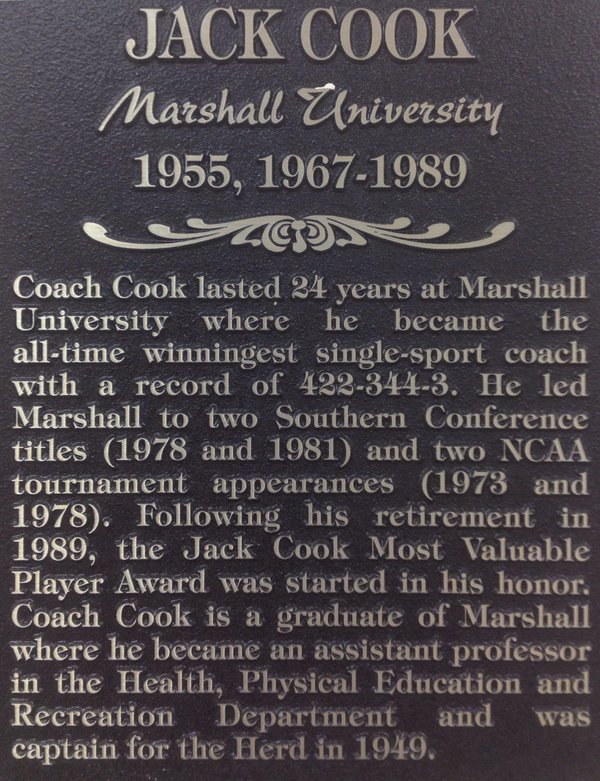 JACK COOK
Marshall University
1955, 1967-1989
Coach Cook lasted 24 years at Marshall
University where he became the
all-time winningest single-sport coach
with a record of 422-344-3. He led
Marshall to two Southern Conference
titles (1978 and 1981) and two NCAA
tournament appearances (1973 and
1978). Following his retirement in
1989, the Jack Cook Most Valuable
Player Award was started in his honor.
Coach Cook is a graduate of Marshall
where he became an assistant professor
in the Health, Physical Education and
Recreation Department and was
captain for the Herd in 1949.